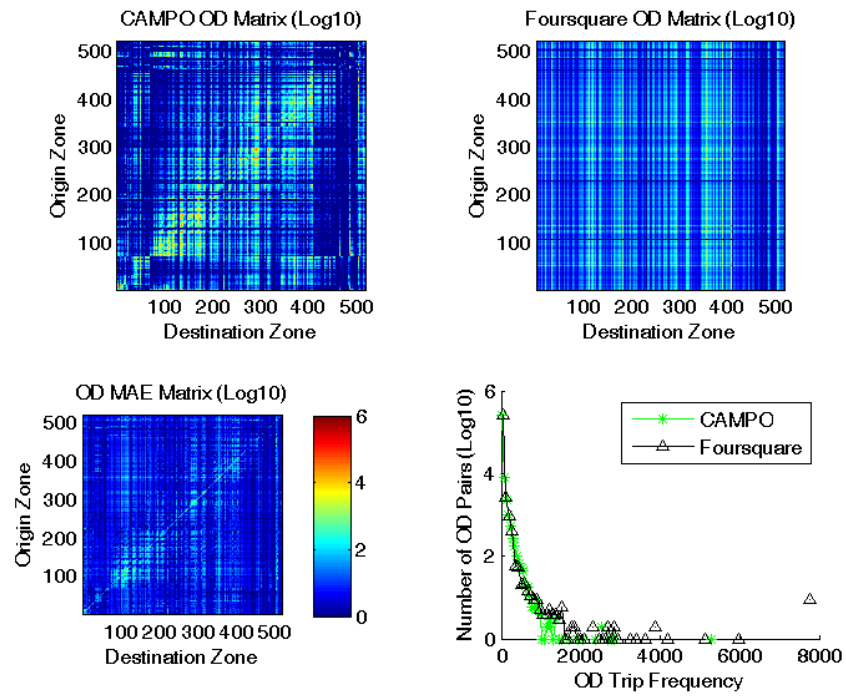 CAMPO OD Matrix (Log10)
500
400
300
200
100
Origin Zone
100 200 300 400 500
Destination Zone
Foursquare OD Matrix (Log10)
500
400
300
200
100
Origin Zone
100 200 300 400 500
Destination Zone
OD MAE Matrix (Log10)
500
400
300
200
100
Origin Zone
100 200 300 400 500
Destination Zone
6
4
2
0
6
4
2
0
Number of OD Pairs (Log10)
CAMPO
Foursquare
0 2000 4000 6000 8000
OD Trip Frequency